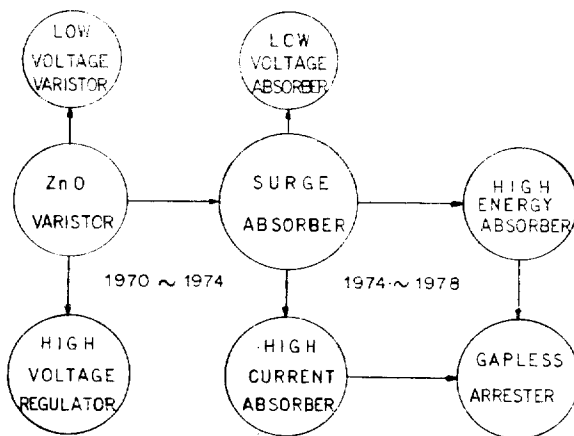 LOW
VOLTAGE
VARISTOR
LOW
VOLTAGE
ABSORBER
ZnO
VARISTOR
SURGE
ABSORBER
HIGH
ENERGY
ABSORBER
1970 ~ 1974
1974 ~ 1978
HIGH
VOLTAGE
REGULATOR
HIGH
CURRENT
ABSORBER
GAPLESS
ARRESTER